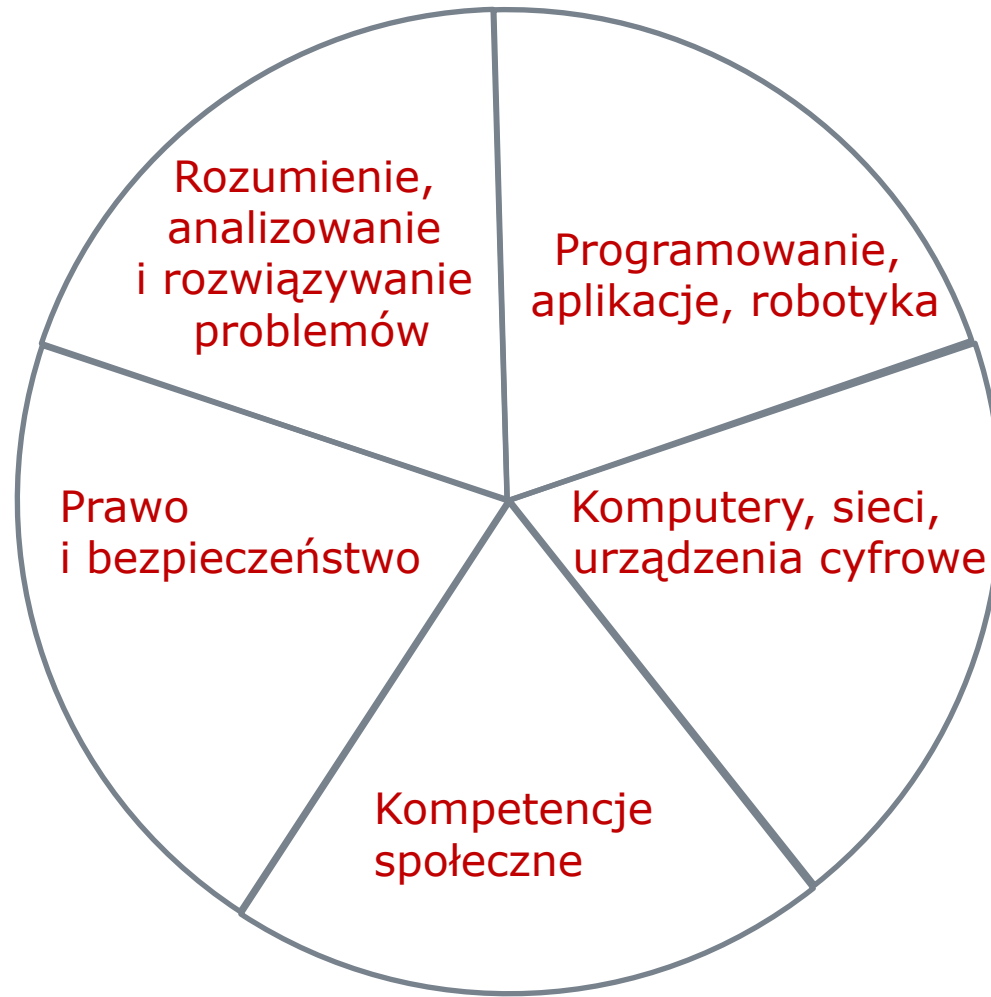 Rozumienie,
analizowanie
i rozwiązywanie
problemów
Programowanie,
aplikacje, robotyka
Prawo
i bezpieczeństwo
Komputery, sieci,
urządzenia cyfrowe
Kompetencje
społeczne